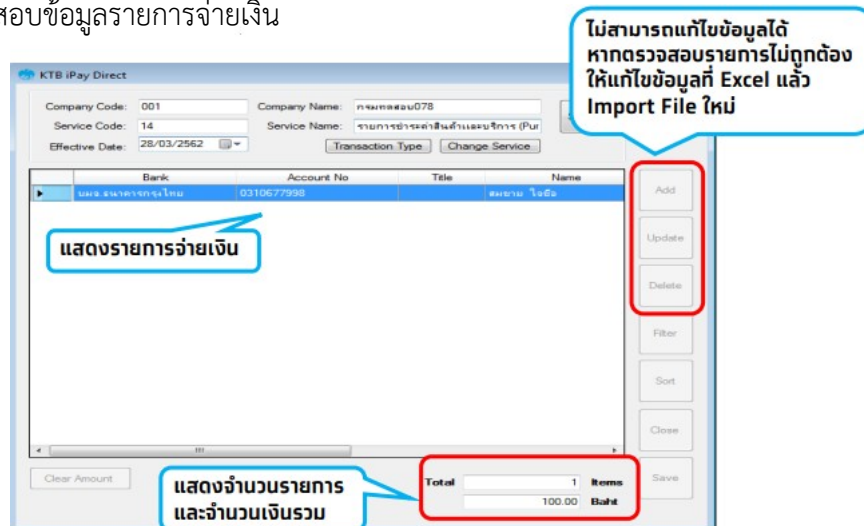 สอบข้อมูลรายการจ่ายเงิน
ไม่สามารถแก้ไขข้อมูลได้
หากตรวจสอบรายการไม่ถูกต้อง
ให้แก้ไขข้อมูลที่ Excel แล้ว
Import File ใหม่
KTB iPay Direct
Company Code: 001 Company Name: กรมทดสอบ078
Service Code: 14 Service Name: รายการชำระค่าสินค้าและบริการ (Pur
Effective Date: 28/03/2562 Transaction Type Change Service
Bank Account No Title Name
บมจ.ธนาคารกรุงไทย 0310677998 สมชาย ใจซื่อ
Add
แสดงรายการจ่ายเงิน
Update
Delete
Filter
Sort
Close
Clear Amount
แสดงจำนวนรายการ
และจำนวนเงินรวม
Total 1 Items
100.00 Baht
Save